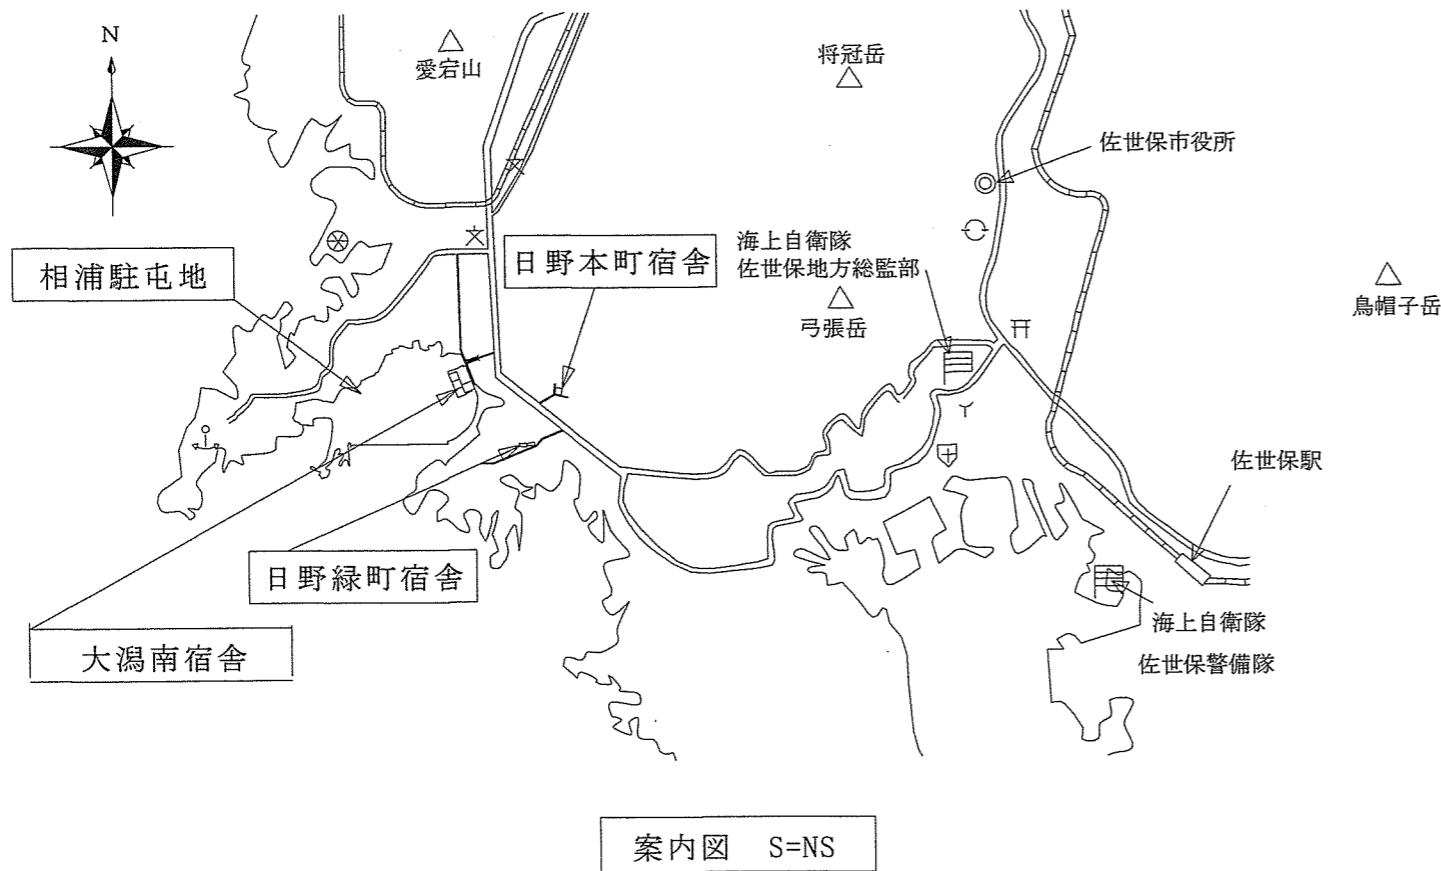 N
愛宕山
将冠岳
佐世保市役所
相浦駐屯地
日野本町宿舎
海上自衛隊
佐世保地方総監部
弓張岳
烏帽子岳
佐世保駅
日野緑町宿舎
大潟南宿舎
海上自衛隊
佐世保警備隊
案内図 S=NS